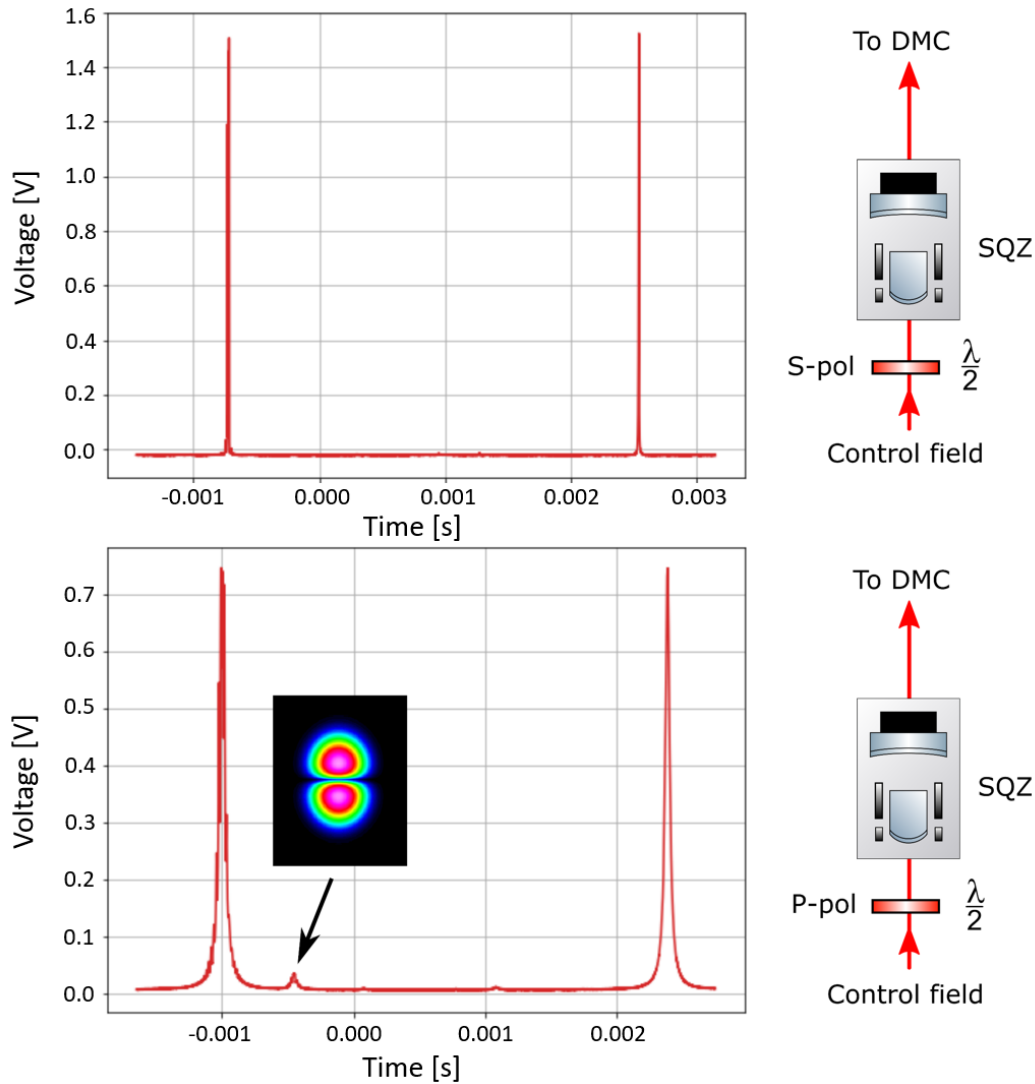 1.6
1.4
1.2
1.0
0.8
0.6
0.4
0.2
0.0
Voltage [V]
-0.001 0.000 0.001 0.002 0.003
Time [s]
To DMC
SQZ
S-pol λ/2
Control field
0.7
0.6
0.5
0.4
0.3
0.2
0.1
0.0
Voltage [V]
-0.001 0.000 0.001 0.002
Time [s]
To DMC
SQZ
P-pol λ/2
Control field